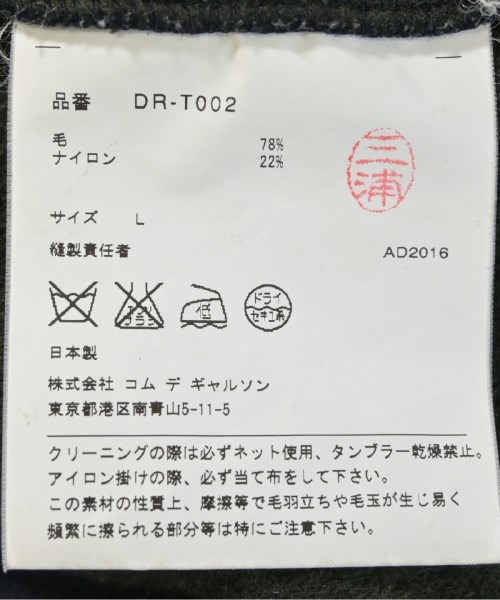 品番 DR-T002
毛 78%
ナイロン 22%
三浦
サイズ L
縫製責任者 AD2016
エンソ サラシ 低 ドライ セキユ系
日本製
株式会社 コム デ ギャルソン
東京都港区南青山5-11-5
クリーニングの際は必ずネット使用、タンブラー乾燥禁止。
アイロン掛けの際、必ず当て布をして下さい。
この素材の性質上、摩擦等で毛羽立ちや毛玉が生じ易く
頻繁に擦られる部分等は特にご注意下さい。